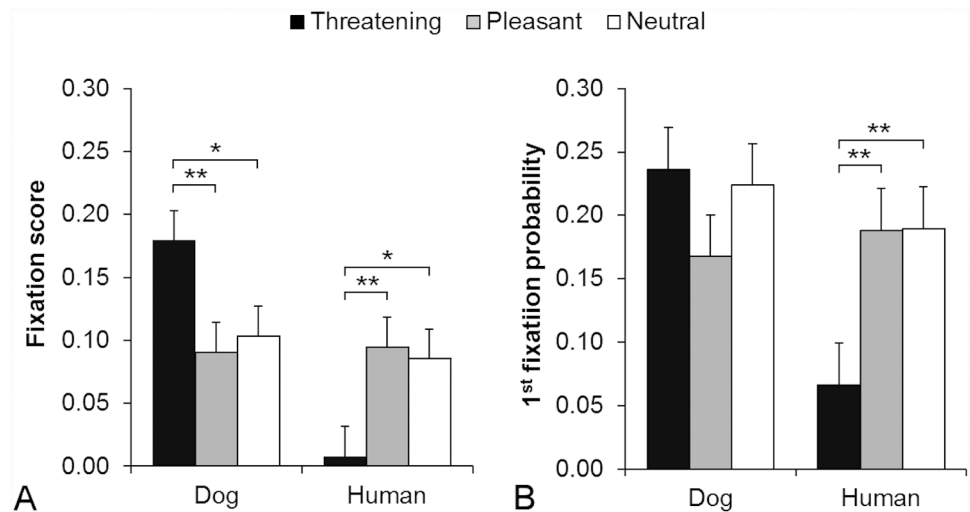 Threatening Pleasant Neutral
Fixation score
0.30
0.25
0.20
0.15
0.10
0.05
0.00
*
**
*
**
Dog Human
A
1st fixatiion probability
0.30
0.25
0.20
0.15
0.10
0.05
0.00
**
**
Dog Human
B